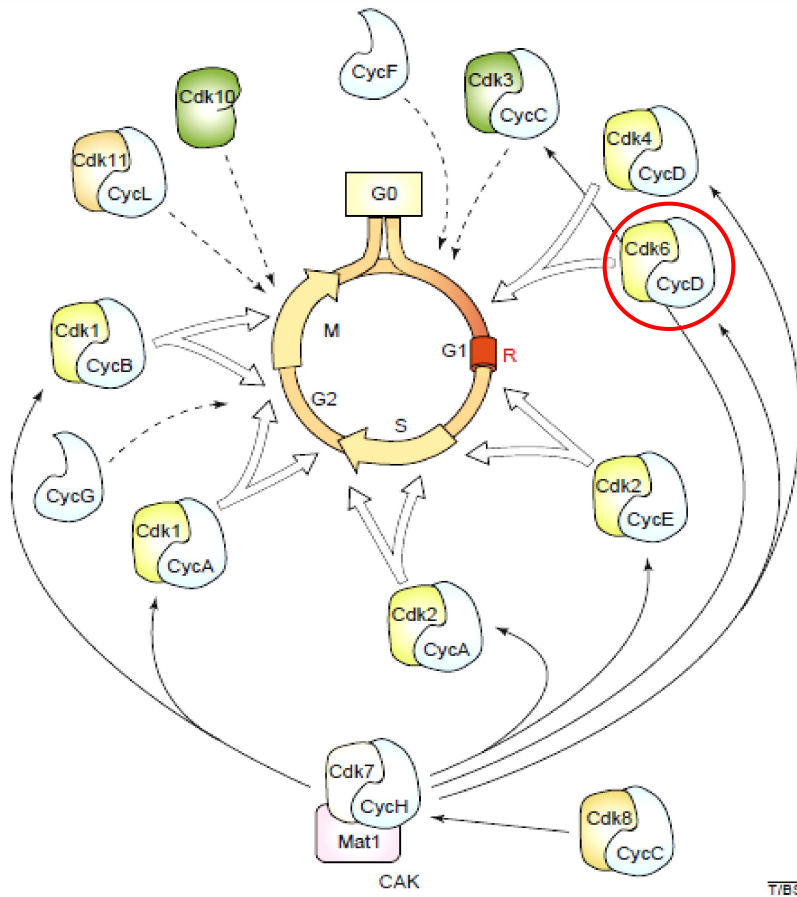 CycF
Cdk3
CycC
Cdk10
Cdk4
CycD
Cdk11
CycL
G0
Cdk6
CycD
Cdk1
CycB
M
G1
R
G2
S
CycG
Cdk2
CycE
Cdk1
CycA
Cdk2
CycA
Cdk7
CycH
Mat1
Cdk8
CycC
CAK